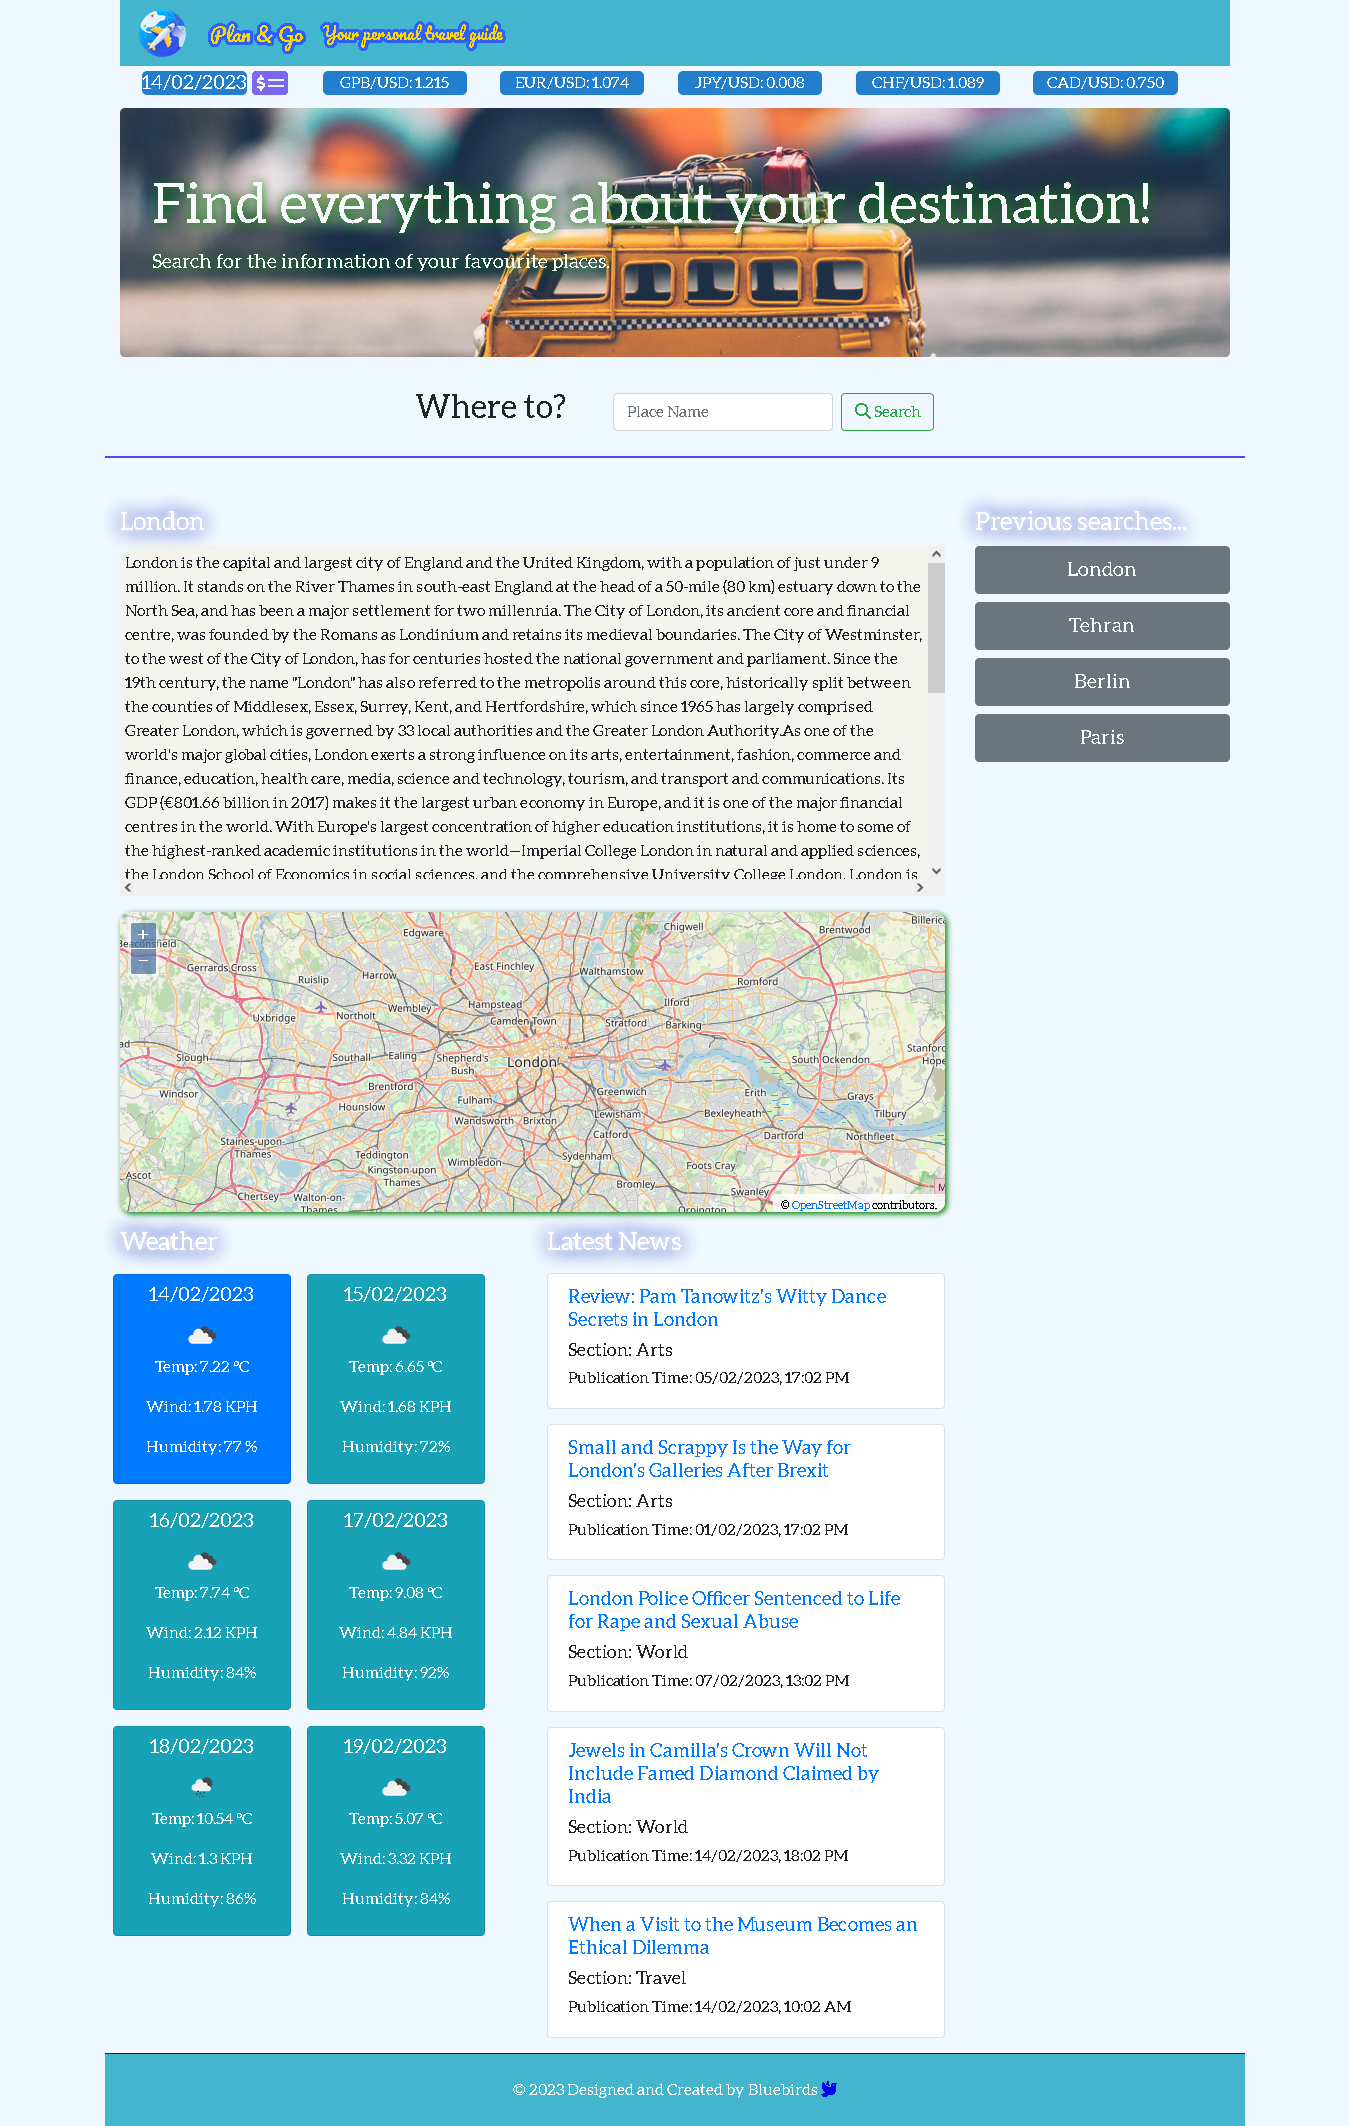 Plan & Go Your personal travel guide
14/02/2023 GPB/USD: 1.215 EUR/USD: 1.074 JPY/USD: 0.008 CHF/USD: 1.089 CAD/USD: 0.750
Find everything about your destination!
Search for the information of your favourite places.
Where to? Place Name Search
London
London is the capital and largest city of England and the United Kingdom, with a population of just under 9
million. It stands on the River Thames in south-east England at the head of a 50-mile (80 km) estuary down to the
North Sea, and has been a major settlement for two millennia. The City of London, its ancient core and financial
centre, was founded by the Romans as Londinium and retains its medieval boundaries. The City of Westminster,
to the west of the City of London, has for centuries hosted the national government and parliament. Since the
19th century, the name "London" has also referred to the metropolis around this core, historically split between
the counties of Middlesex, Essex, Surrey, Kent, and Hertfordshire, which since 1965 has largely comprised
Greater London, which is governed by 33 local authorities and the Greater London Authority.As one of the
world's major global cities, London exerts a strong influence on its arts, entertainment, fashion, commerce and
finance, education, health care, media, science and technology, tourism, and transport and communications. Its
GDP (€801.66 billion in 2017) makes it the largest urban economy in Europe, and it is one of the major financial
centres in the world. With Europe's largest concentration of higher education institutions, it is home to some of
the highest-ranked academic institutions in the world—Imperial College London in natural and applied sciences,
the London School of Economics in social sciences, and the comprehensive University College London. London is
Previous searches...
London
Tehran
Berlin
Paris
+
−
Billerica
Chigwell
Edgware
Brentwood
Beaconsfield
Gerrards Cross
East Finchley
Walthamstow
Ruislip
Harrow
Romford
Hampstead
Ilford
Wembley
Uxbridge
Northolt
Camden Town
Stratford
Barking
ad
Slough
Southall
Ealing
Shepherd's
Bush
London
South Ockendon
Stanford
Hope
Windsor
Brentford
Greenwich
Erith
Grays
Fulham
Hounslow
Wandsworth
Brixton
Lewisham
Bexleyheath
Tilbury
Catford
Dartford
Northfleet
Staines-upon-
Thames
Teddington
Sydenham
Kingston upon
Thames
Wimbledon
Foots Cray
Ascot
Bromley
Swanley
M
Chertsey
Walton-on-
Thames
Orpington
© OpenStreetMap contributors.
Weather
14/02/2023
Temp: 7.22 °C
Wind: 1.78 KPH
Humidity: 77 %
15/02/2023
Temp: 6.65 °C
Wind: 1.68 KPH
Humidity: 72%
16/02/2023
Temp: 7.74 °C
Wind: 2.12 KPH
Humidity: 84%
17/02/2023
Temp: 9.08 °C
Wind: 4.84 KPH
Humidity: 92%
18/02/2023
Temp: 10.54 °C
Wind: 1.3 KPH
Humidity: 86%
19/02/2023
Temp: 5.07 °C
Wind: 3.32 KPH
Humidity: 84%
Latest News
Review: Pam Tanowitz's Witty Dance
Secrets in London
Section: Arts
Publication Time: 05/02/2023, 17:02 PM
Small and Scrappy Is the Way for
London's Galleries After Brexit
Section: Arts
Publication Time: 01/02/2023, 17:02 PM
London Police Officer Sentenced to Life
for Rape and Sexual Abuse
Section: World
Publication Time: 07/02/2023, 13:02 PM
Jewels in Camilla's Crown Will Not
Include Famed Diamond Claimed by
India
Section: World
Publication Time: 14/02/2023, 18:02 PM
When a Visit to the Museum Becomes an
Ethical Dilemma
Section: Travel
Publication Time: 14/02/2023, 10:02 AM
© 2023 Designed and Created by Bluebirds